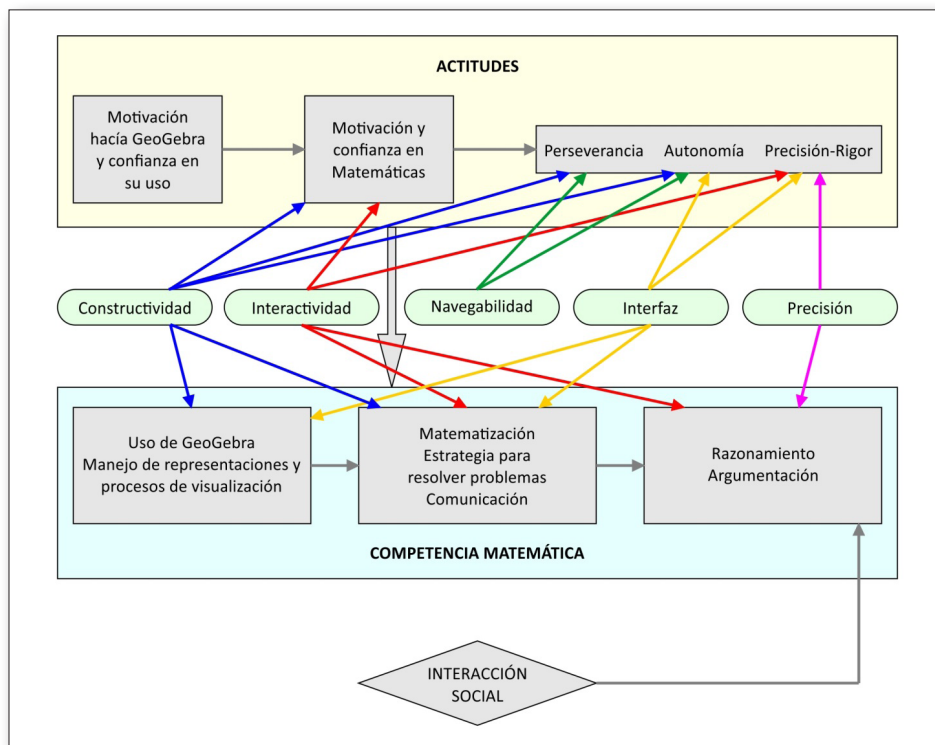 ACTITUDES
Motivación
hacía GeoGebra
y confianza en
su uso
Motivación y
confianza en
Matemáticas
Perseverancia Autonomía Precisión-Rigor
Constructividad Interactividad Navegabilidad Interfaz Precisión
Uso de GeoGebra
Manejo de representaciones y
procesos de visualización
Matematización
Estrategia para
resolver problemas
Comunicación
Razonamiento
Argumentación
COMPETENCIA MATEMÁTICA
INTERACCIÓN
SOCIAL